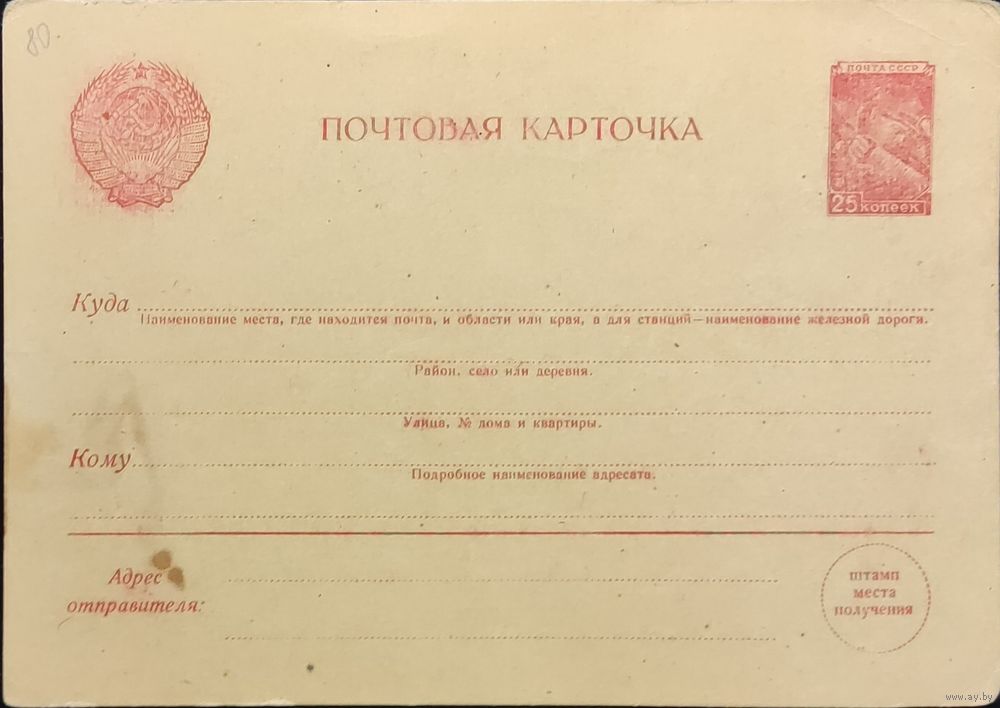 80
ПОЧТА СССР
ПОЧТОВАЯ КАРТОЧКА
25 копеек
Куда
Наименование места, где находится почта, и области или края, а для станций—наименование железной дороги.
Район, село или деревня.
Улица, № дома и квартиры.
Кому
Подробное наименование адресата.
Адрес
отправителя:
штамп
места
получения
www.ay.by